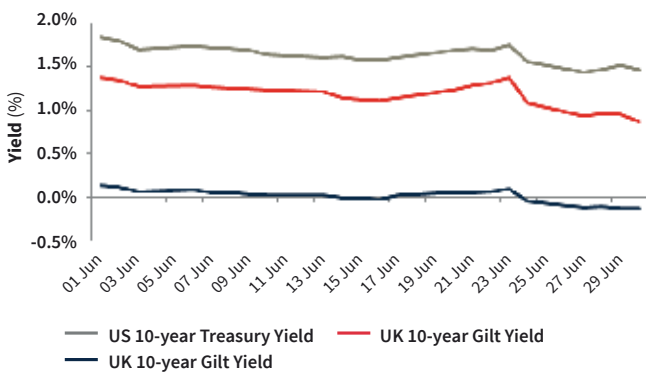 2.0%
1.5%
1.0%
0.5%
0.0%
-0.5%
Yield (%)
01 Jun
03 Jun
05 Jun
07 Jun
09 Jun
11 Jun
13 Jun
15 Jun
17 Jun
19 Jun
21 Jun
23 Jun
25 Jun
27 Jun
29 Jun
US 10-year Treasury Yield
UK 10-year Gilt Yield
UK 10-year Gilt Yield